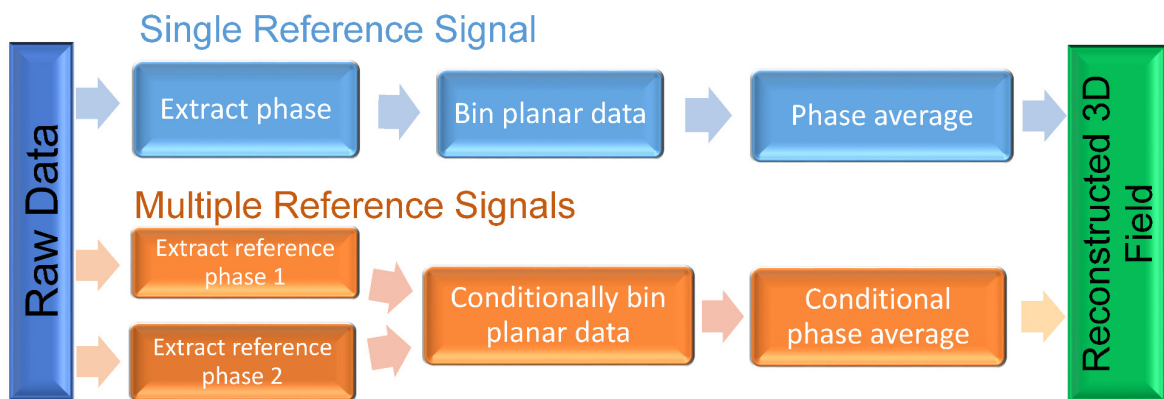 Raw Data
Single Reference Signal
Extract phase
Bin planar data
Phase average
Multiple Reference Signals
Extract reference
phase 1
Extract reference
phase 2
Conditionally bin
planar data
Conditional
phase average
Reconstructed 3D
Field